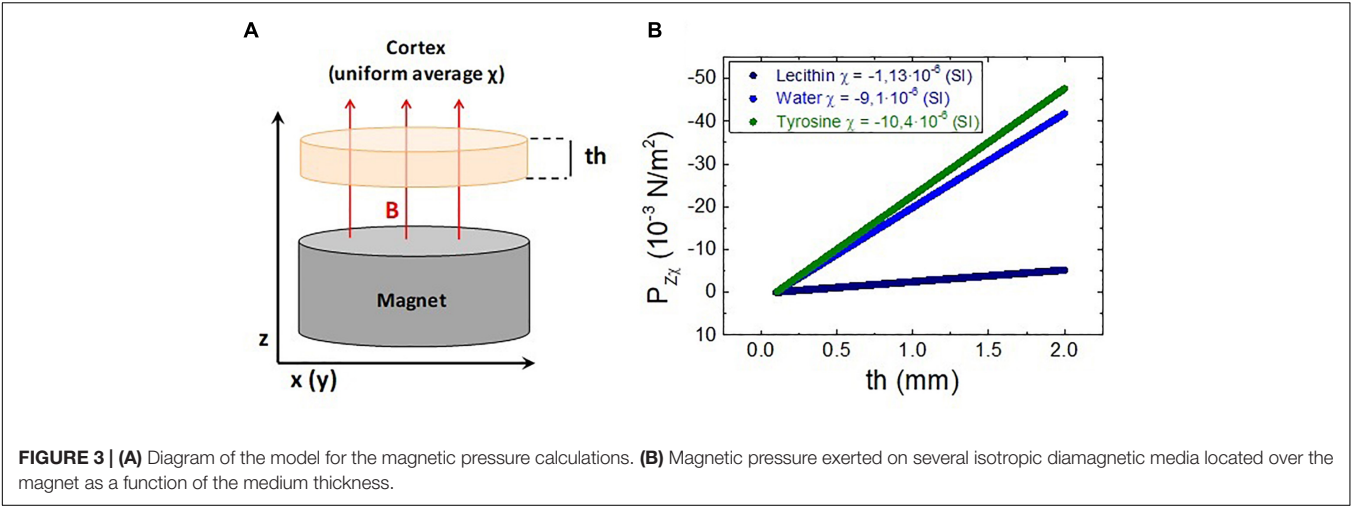 A
Cortex
(uniform average χ)
th
B
Magnet
z
x (y)
B
-50
-40
-30
-20
-10
0
10
P_Zχ (10⁻³ N/m²)
Lecithin χ = -1,13·10⁻⁶ (SI)
Water χ = -9,1·10⁻⁶ (SI)
Tyrosine χ = -10,4·10⁻⁶ (SI)
0.0 0.5 1.0 1.5 2.0
th (mm)
FIGURE 3 | (A) Diagram of the model for the magnetic pressure calculations. (B) Magnetic pressure exerted on several isotropic diamagnetic media located over the
magnet as a function of the medium thickness.